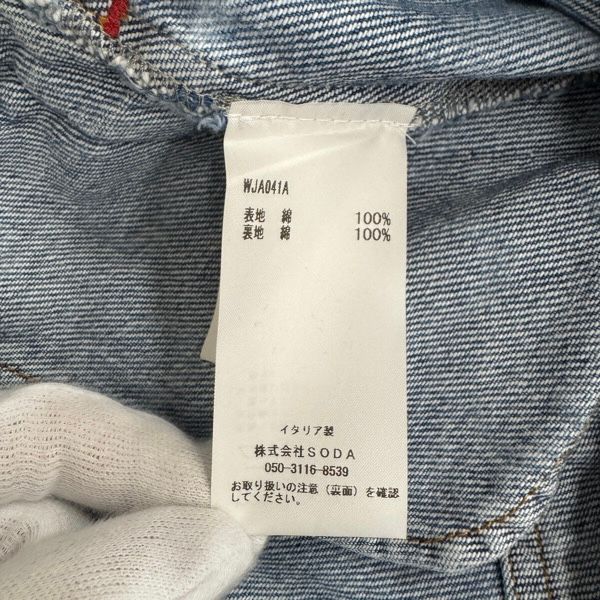 WJA041A
表地 綿 100%
裏地 綿 100%
イタリア製
株式会社SODA
050-3116-8539
お取り扱いの注意(裏面)を確認
してください。